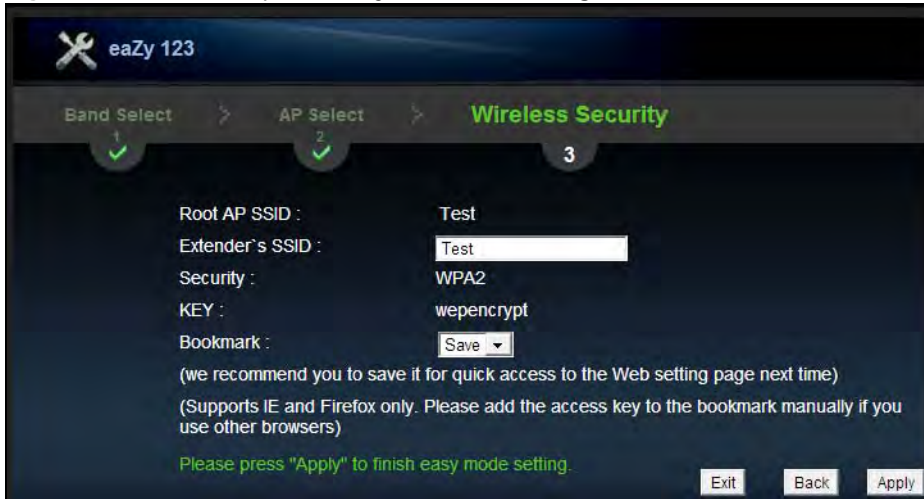 eaZy 123
Band Select > AP Select > Wireless Security
1 2 3
Root AP SSID : Test
Extender`s SSID : Test
Security : WPA2
KEY : wepencrypt
Bookmark : Save
(we recommend you to save it for quick access to the Web setting page next time)
(Supports IE and Firefox only. Please add the access key to the bookmark manually if you
use other browsers)
Please press "Apply" to finish easy mode setting.
Exit Back Apply